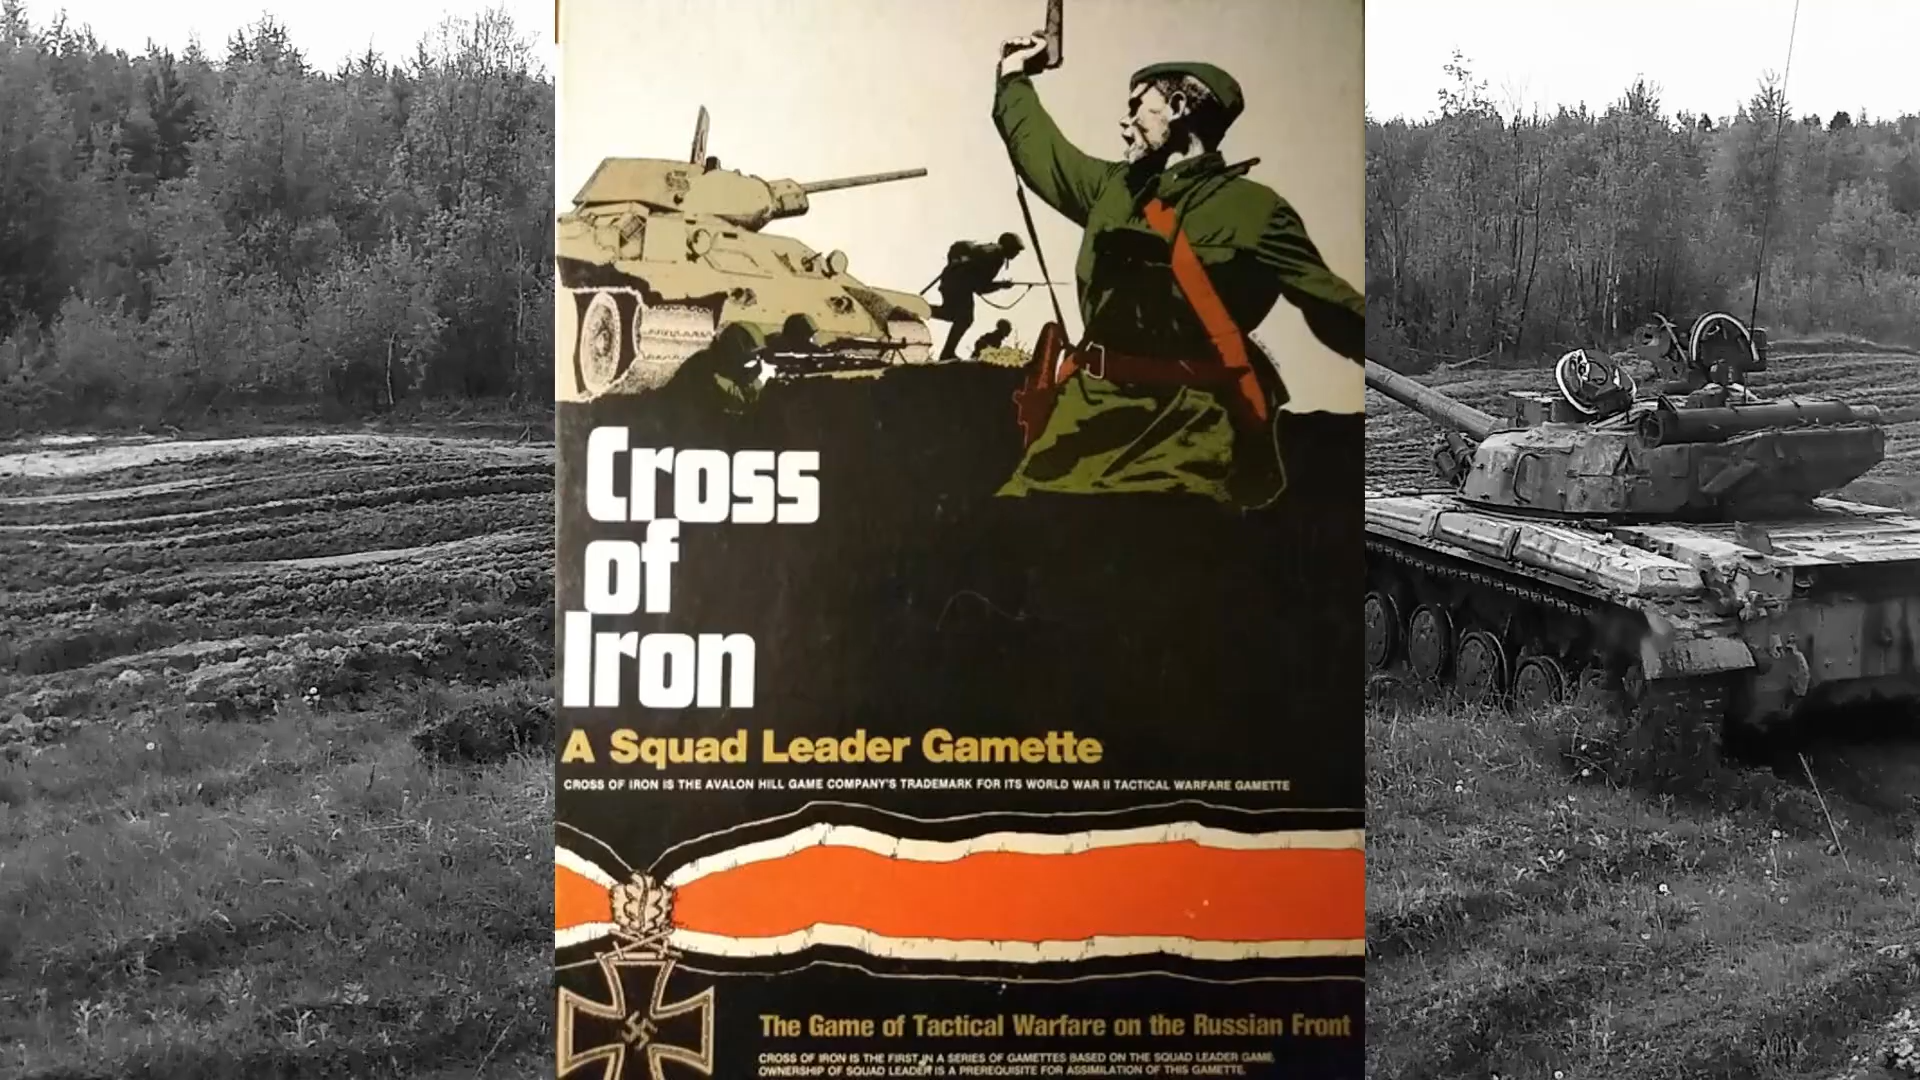 Cross
of
Iron
A Squad Leader Gamette
CROSS OF IRON IS THE AVALON HILL GAME COMPANY'S TRADEMARK FOR ITS WORLD WAR II TACTICAL WARFARE GAMETTE
The Game of Tactical Warfare on the Russian Front
CROSS OF IRON IS THE FIRST IN A SERIES OF GAMETTES BASED ON THE SQUAD LEADER GAME,
OWNERSHIP OF SQUAD LEADER IS A PREREQUISITE FOR ASSIMILATION OF THIS GAMETTE.